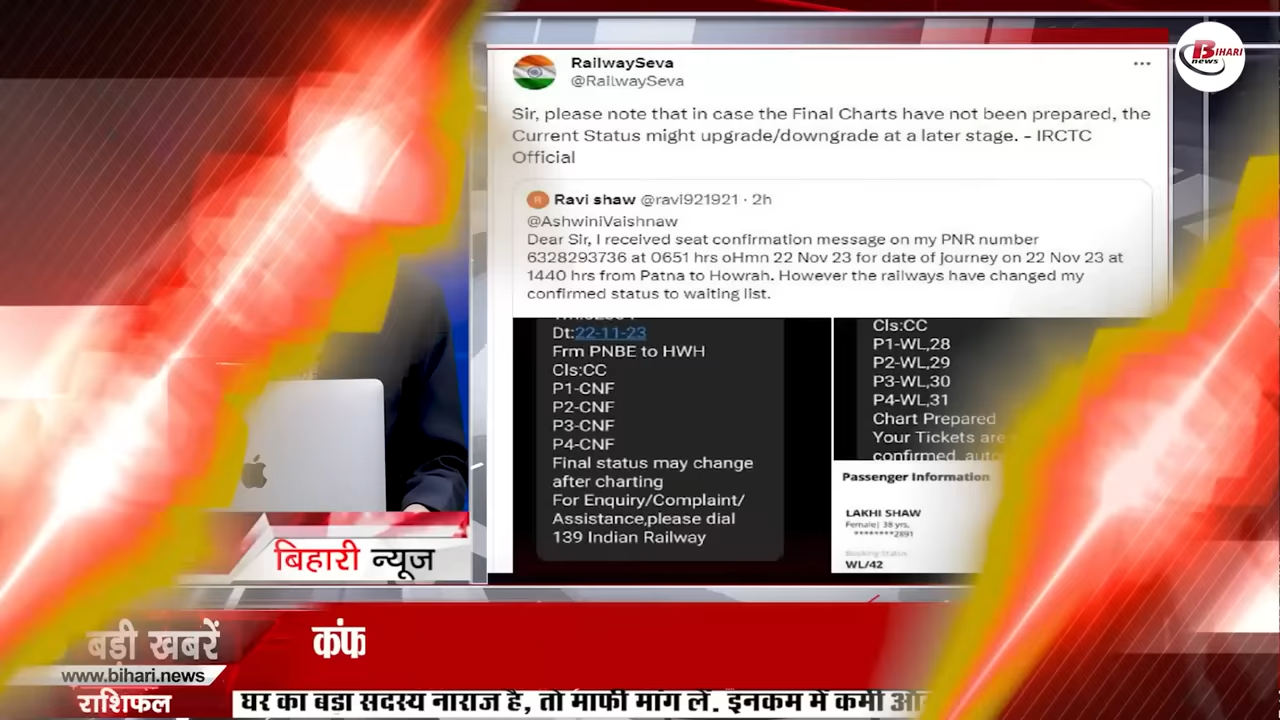 BIHARI
news
RailwaySeva
@RailwaySeva
Sir, please note that in case the Final Charts have not been prepared, the
Current Status might upgrade/downgrade at a later stage. - IRCTC
Official
R
Ravi shaw @ravi921921 · 2h
@AshwiniVaishnaw
Dear Sir, I received seat confirmation message on my PNR number
6328293736 at 0651 hrs oHmn 22 Nov 23 for date of journey on 22 Nov 23 at
1440 hrs from Patna to Howrah. However the railways have changed my
confirmed status to waiting list.
Dt:22-11-23
Frm PNBE to HWH
Cls:CC
P1-CNF
P2-CNF
P3-CNF
P4-CNF
Final status may change
after charting
For Enquiry/Complaint/
Assistance,please dial
139 Indian Railway
Cls:CC
P1-WL,28
P2-WL,29
P3-WL,30
P4-WL,31
Chart Prepared
Your Tickets are
confirmed, auto
Passenger Information
LAKHI SHAW
Female| 38 yrs,
********2891
Booking Status
WL/42
बिहारी न्यूज
बड़ी खबरें
कंफ
www.bihari.news
राशिफल
घर का बड़ा सदस्य नाराज है, तो माफी मांग लें. इनकम में कमी